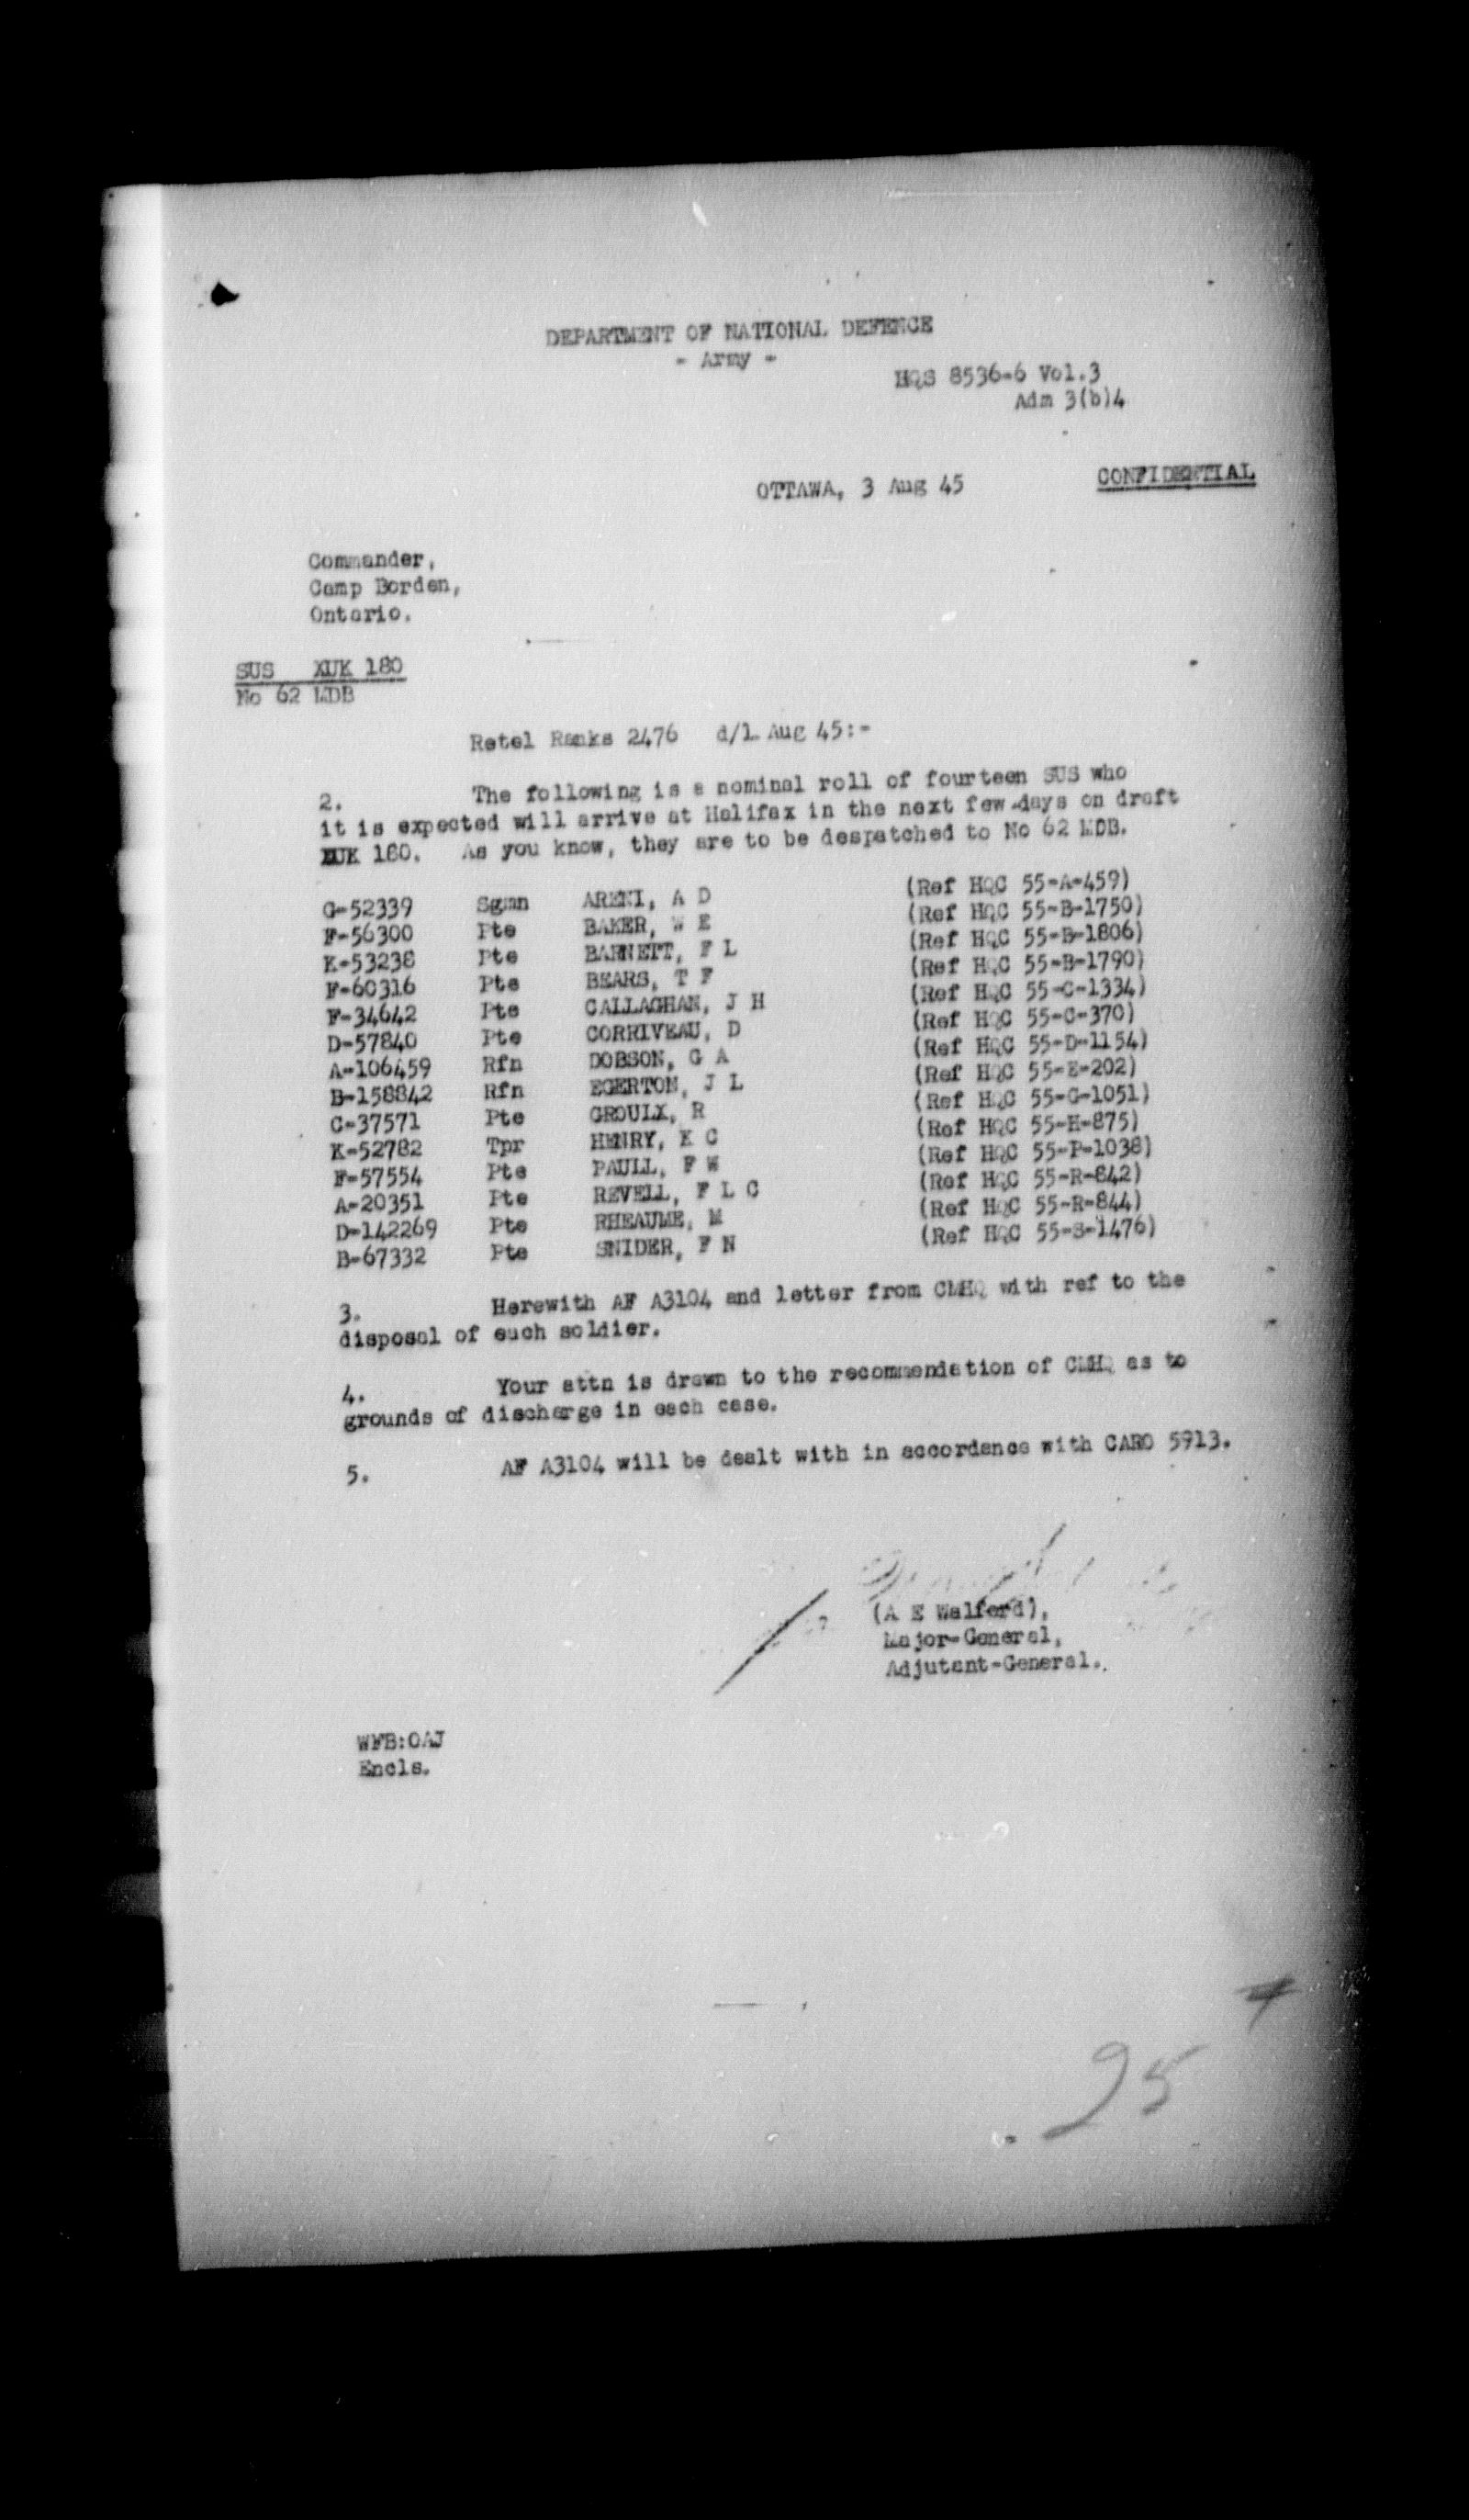 DEPARTMENT OF NATIONAL DEFENCE
- Army -
HQS 8536-6 Vol.3
Adm 3(b)4
OTTAWA, 3 Aug 45
CONFIDENTIAL
Commander,
Camp Borden,
Ontario.
SUS XUK 180
No 62 MDB
Retel Ranks 2476 d/1 Aug 45:-
2. The following is a nominal roll of fourteen SUS who
it is expected will arrive at Halifax in the next few days on draft
XUK 180. As you know, they are to be despatched to No 62 MDB.
G-52339 Sgmn ARENI, A D (Ref HQC 55-A-459)
F-56300 Pte BAKER, W E (Ref HQC 55-B-1750)
K-53238 Pte BARNETT, F L (Ref HQC 55-B-1806)
F-60316 Pte BEARS, T F (Ref HQC 55-B-1790)
F-34642 Pte CALLAGHAN, J H (Ref HQC 55-C-1334)
D-57840 Pte CORRIVEAU, D (Ref HQC 55-C-370)
A-106459 Rfn DOBSON, G A (Ref HQC 55-D-1154)
B-158842 Rfn EGERTON, J L (Ref HQC 55-E-202)
C-37571 Pte GROULX, R (Ref HQC 55-G-1051)
K-52782 Tpr HENRY, K C (Ref HQC 55-H-875)
F-57554 Pte PAULL, F W (Ref HQC 55-P-1038)
A-20351 Pte REVELL, F L C (Ref HQC 55-R-842)
D-142269 Pte RHEAUME, M (Ref HQC 55-R-844)
B-67332 Pte SNIDER, F N (Ref HQC 55-S-1476)
3. Herewith AF A3104 and letter from CMHQ with ref to the
disposal of each soldier.
4. Your attn is drawn to the recommendation of CMHQ as to
grounds of discharge in each case.
5. AF A3104 will be dealt with in accordance with CARO 5913.
(A E Walford),
Major-General,
Adjutant-General.
WFB:OAJ
Encls.
95